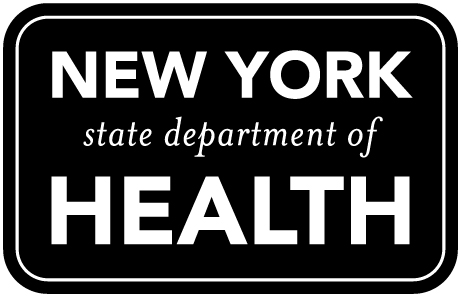 NEW YORK
state department of
HEALTH